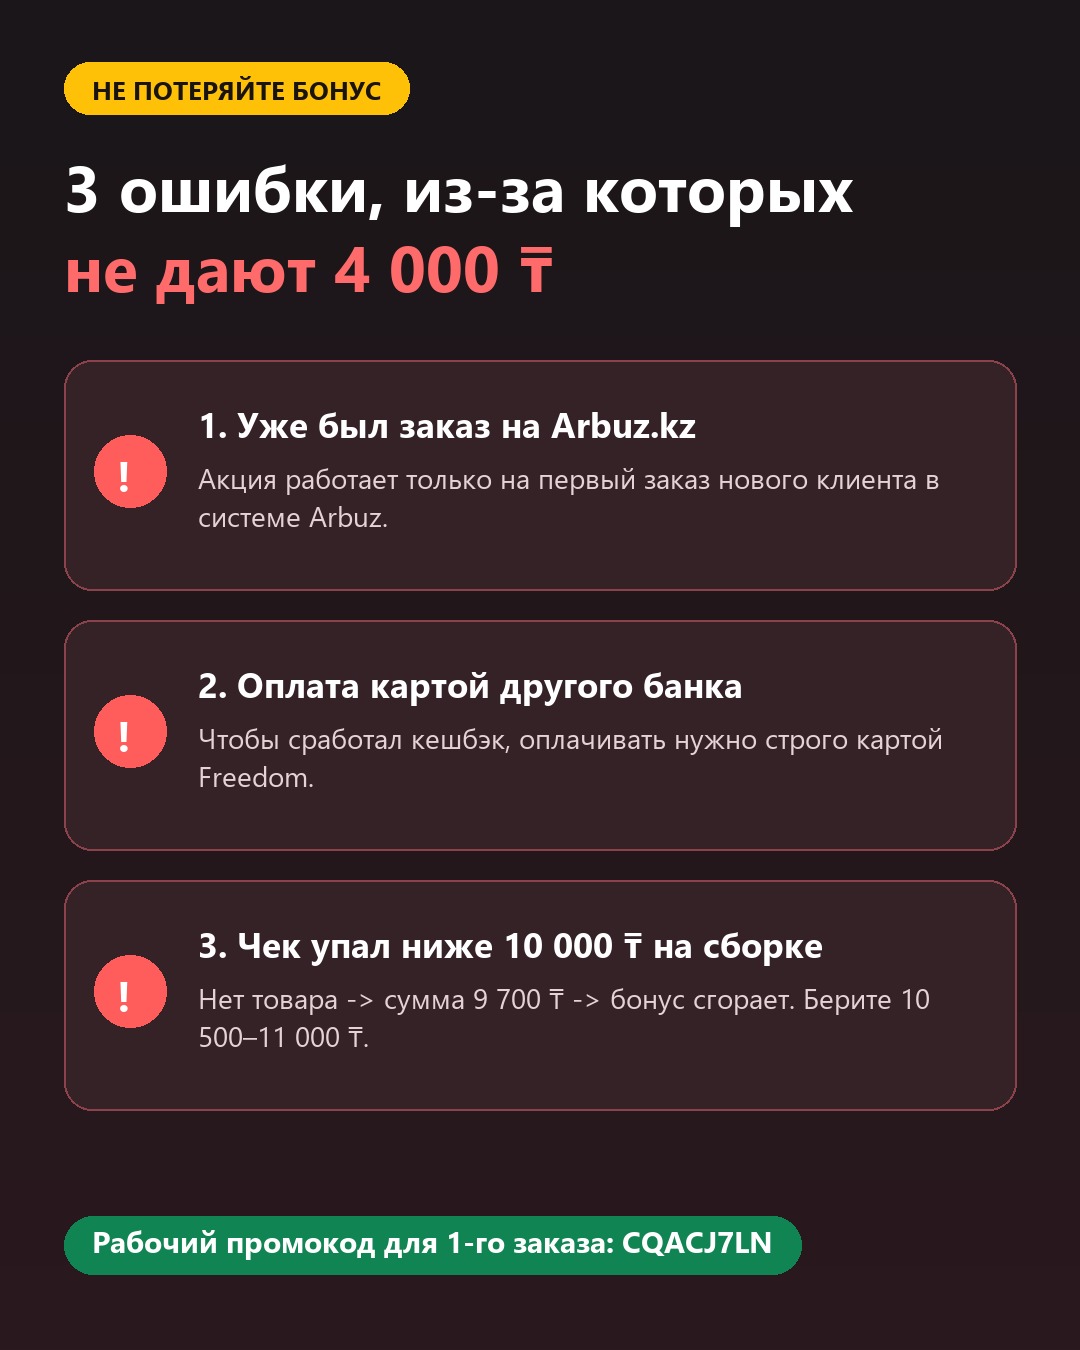 НЕ ПОТЕРЯЙТЕ БОНУС
3 ошибки, из-за которых
не дают 4 000 ₸
!
1. Уже был заказ на Arbuz.kz
Акция работает только на первый заказ нового клиента в
системе Arbuz.
!
2. Оплата картой другого банка
Чтобы сработал кешбэк, оплачивать нужно строго картой
Freedom.
!
3. Чек упал ниже 10 000 ₸ на сборке
Нет товара -> сумма 9 700 ₸ -> бонус сгорает. Берите 10
500–11 000 ₸.
Рабочий промокод для 1-го заказа: CQACJ7LN